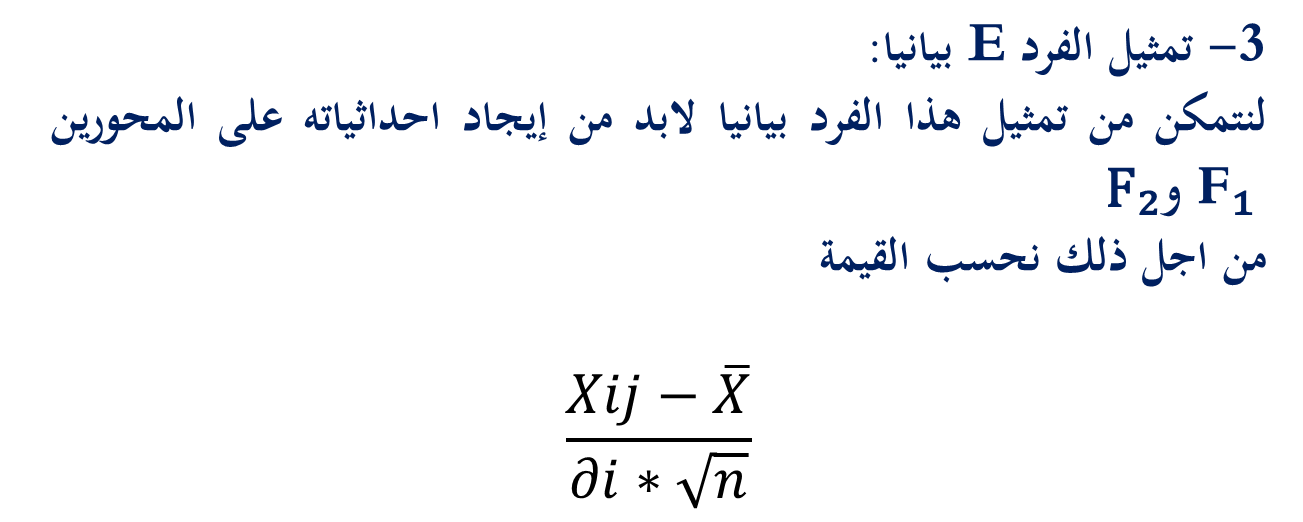 3– تمثيل الفرد E بيانيا:
لنتمكن من تمثيل هذا الفرد بيانيا لابد من إيجاد احداثياته على المحورين
F₁ وF₂
من اجل ذلك نحسب القيمة
Xij − X̄
∂i * √n